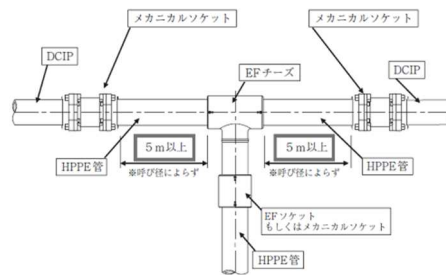 メカニカルソケット
メカニカルソケット
DCIP
EFチーズ
DCIP
HPPE管
5m以上
5m以上
HPPE管
※呼び径によらず
※呼び径によらず
EFソケット
もしくはメカニカルソケット
HPPE管